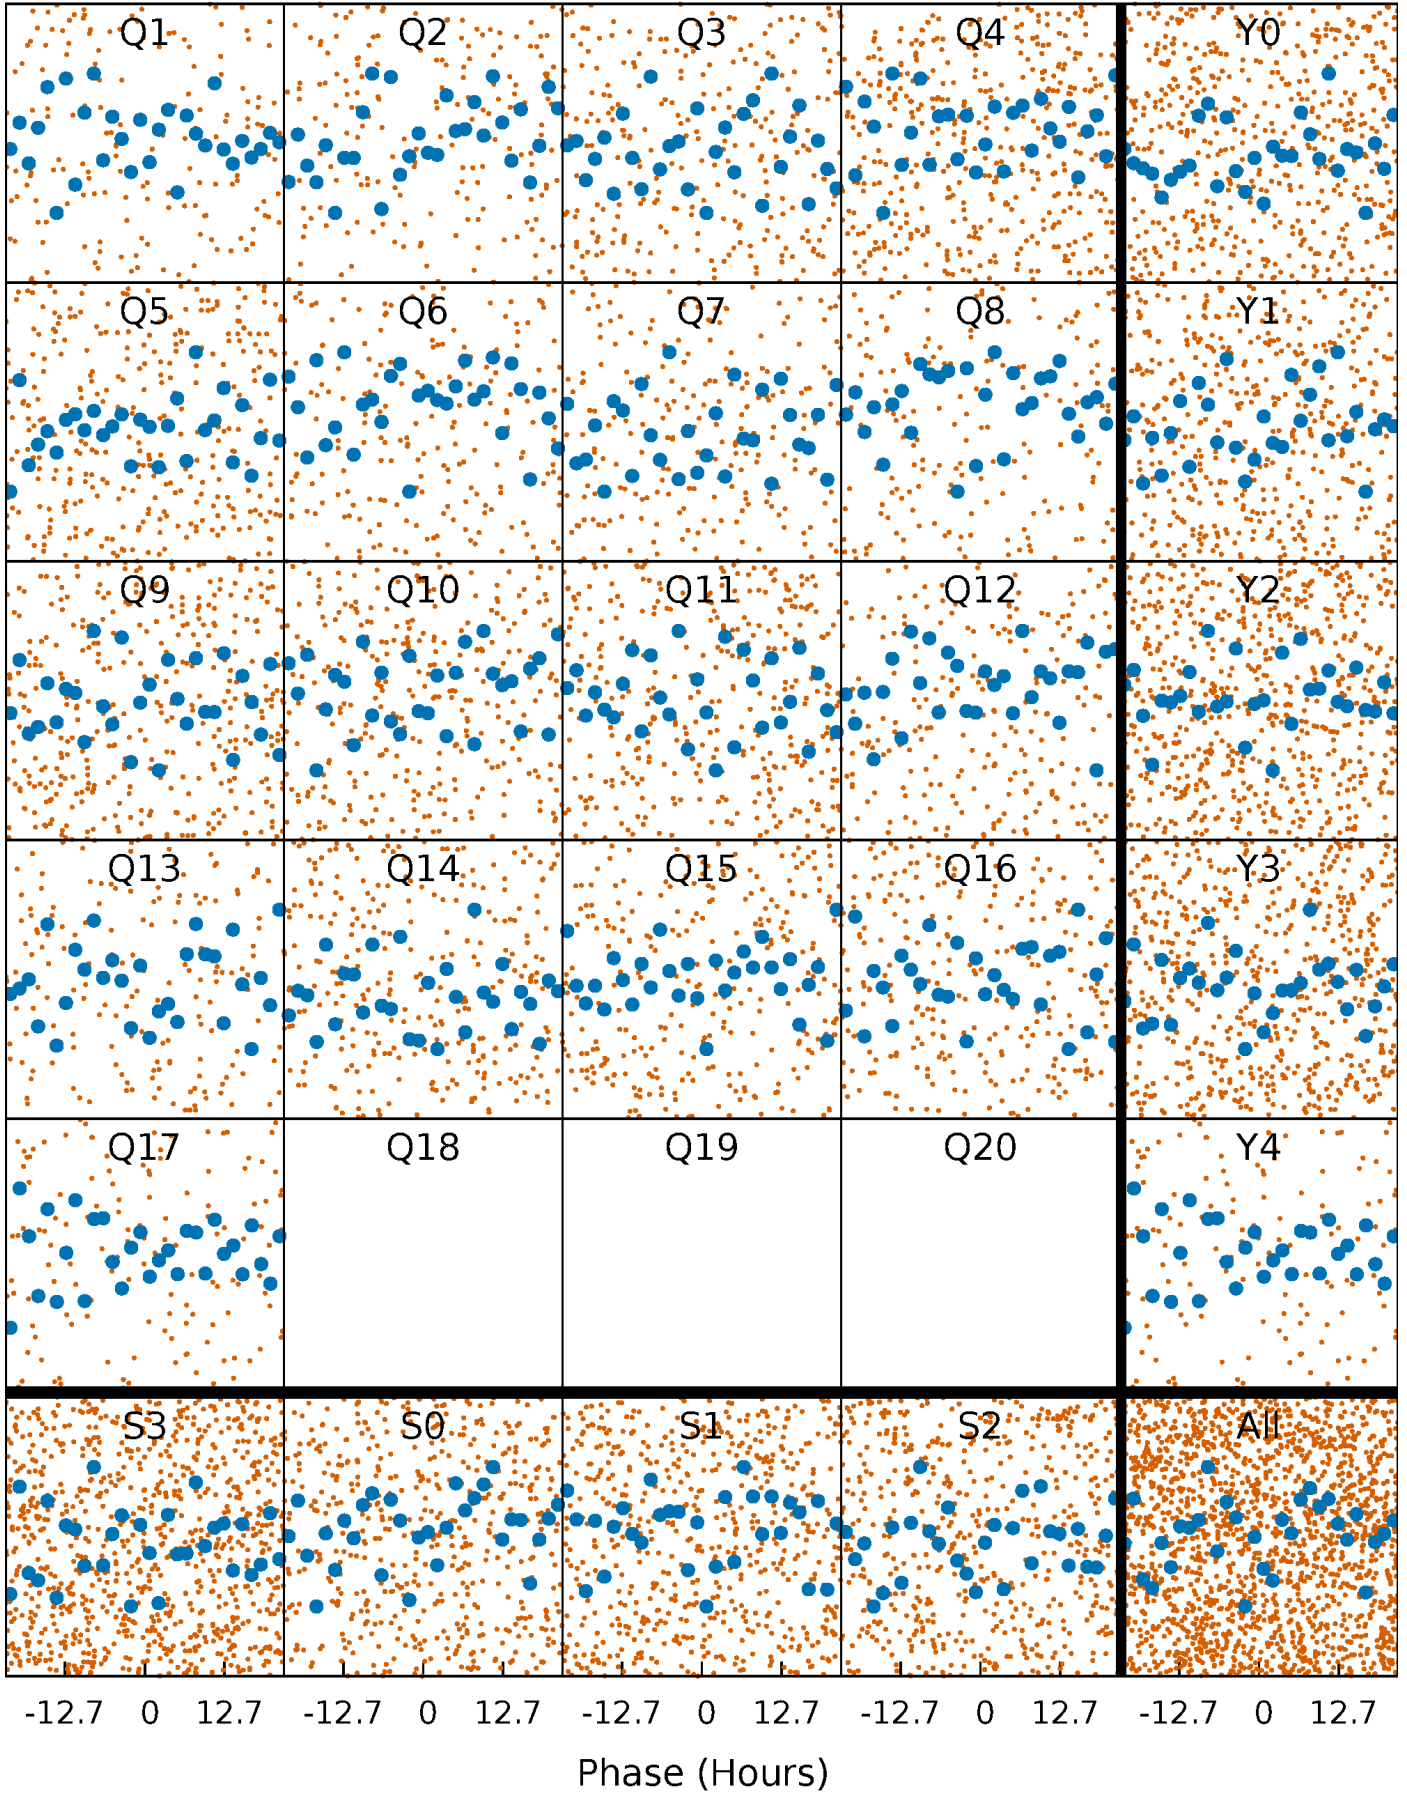 Q1 Q2 Q3 Q4 Y0
Q5 Q6 Q7 Q8 Y1
Q9 Q10 Q11 Q12 Y2
Q13 Q14 Q15 Q16 Y3
Q17 Q18 Q19 Q20 Y4
S3 S0 S1 S2 All
-12.7 0 12.7 -12.7 0 12.7 -12.7 0 12.7 -12.7 0 12.7 -12.7 0 12.7
Phase (Hours)